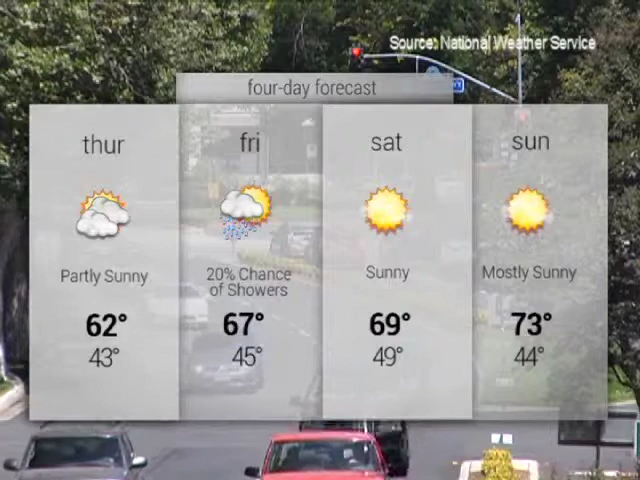 Source: National Weather Service
four-day forecast
thur
fri
sat
sun
Partly Sunny
20% Chance
of Showers
Sunny
Mostly Sunny
62°
67°
69°
73°
43°
45°
49°
44°